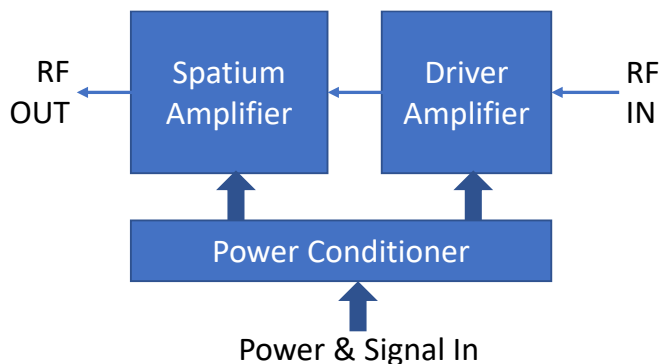 RF
OUT
Spatium
Amplifier
Driver
Amplifier
RF
IN
Power Conditioner
Power & Signal In